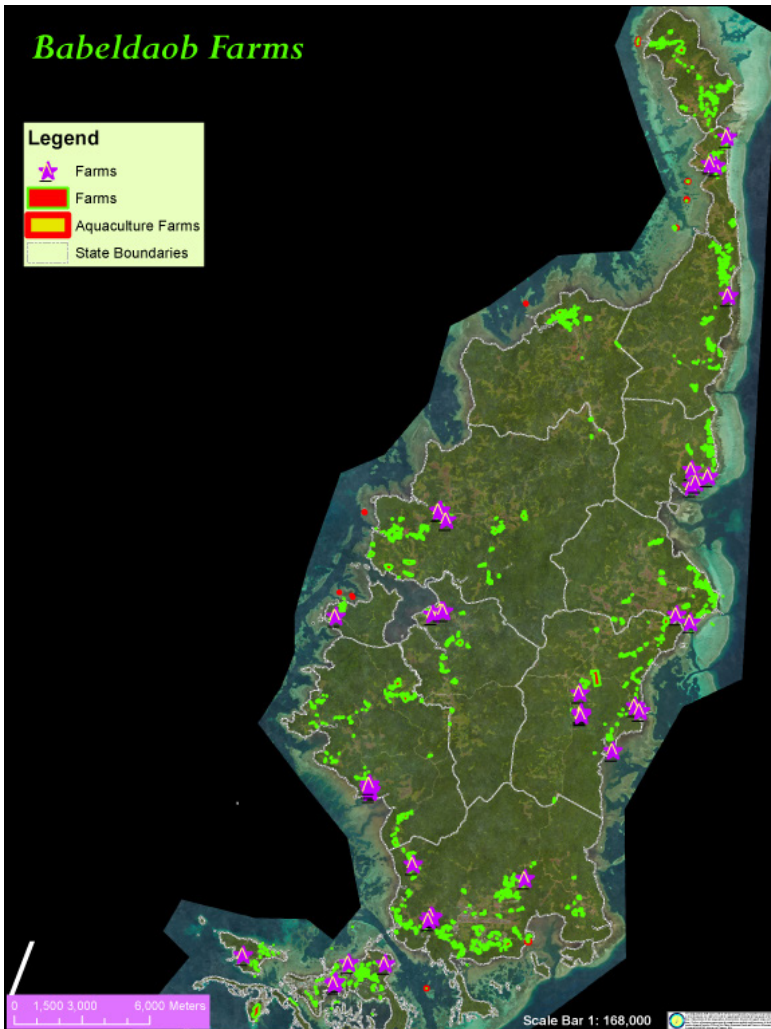 Babeldaob Farms
Legend
Farms
Farms
Aquaculture Farms
State Boundaries
0 1,500 3,000 6,000 Meters
Scale Bar 1: 168,000